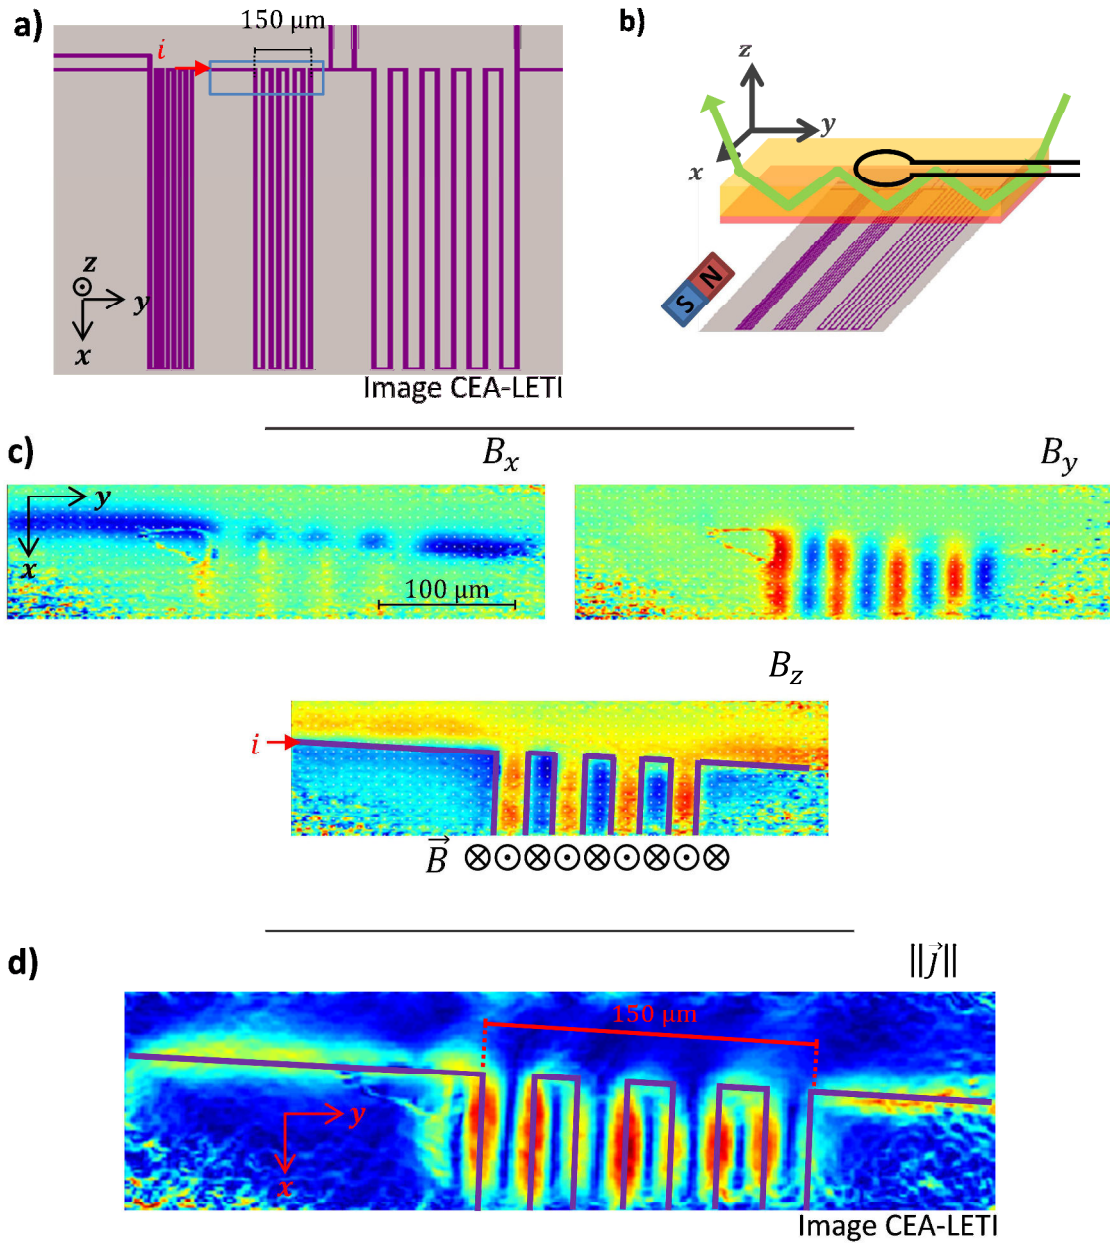 a)
150 μm
i
z
y
x
Image CEA-LETI
b)
z
y
x
S N
c)
B_x
y
x
100 μm
B_y
B_z
i
B⃗ ⊗⊙⊗⊙⊗⊙⊗⊙⊗
d)
‖j⃗‖
150 μm
y
x
Image CEA-LETI